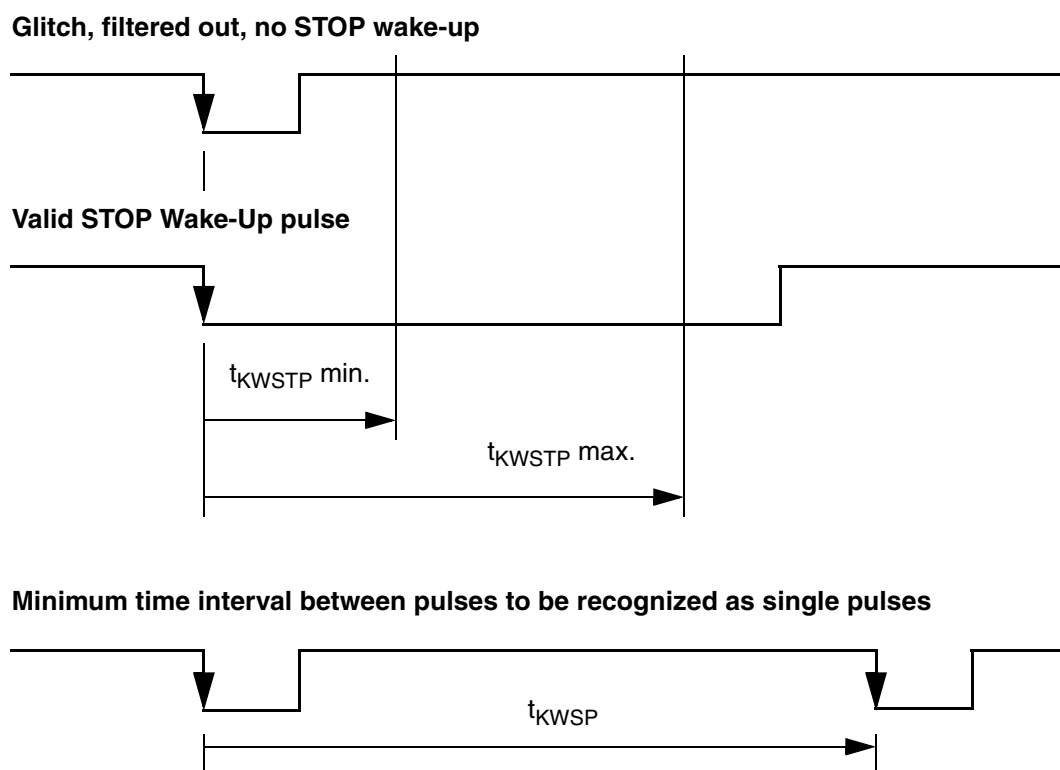 Glitch, filtered out, no STOP wake-up
Valid STOP Wake-Up pulse
tKWSTP min.
tKWSTP max.
Minimum time interval between pulses to be recognized as single pulses
tKWSP